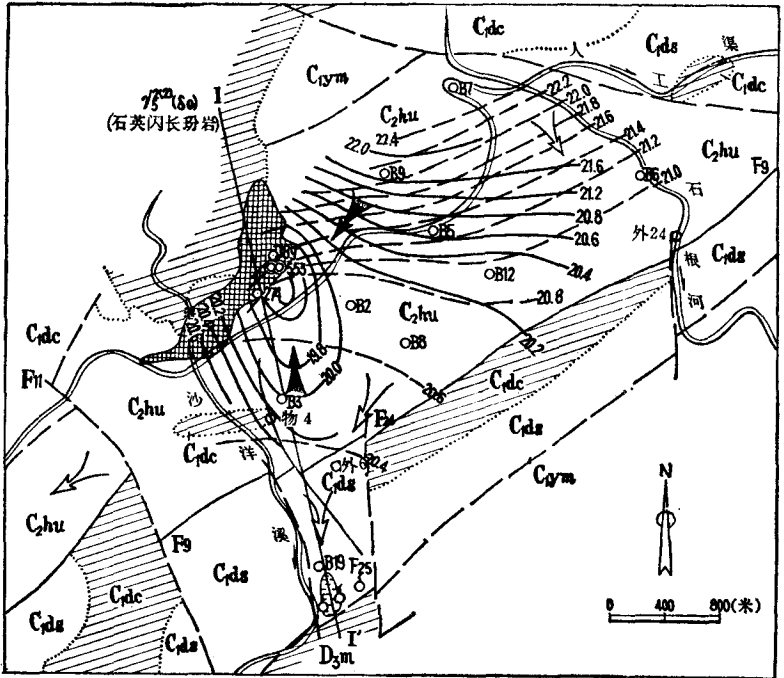 C₁dc
人
C₁ds
渠
C₁ym
工
C₁dc
γ₅²⁽²⁾(δο)
(石英闪长玢岩)
I
B7
22.2
22.0
21.8
21.6
21.4
21.2
21.0
C₂hu
22.4
22.0
B9
21.6
C₂hu
F9
B6
石
21.2
20.8
B5
20.6
外24
根
河
C₁ds
20.4
B12
20.8
B2
C₂hu
C₁dc
B8
20.2
19.8
20.0
F11
20.6
C₁dc
B3
沙
物4
F24
C₂hu
C₁ds
C₁dc
洋
外6
C₁ds
C₁ym
N
C₂hu
F9
溪
C₁ds
B19
F25
C₁dc
C₁ds
C₁ds
0 400 800(米)
I'
D₃m